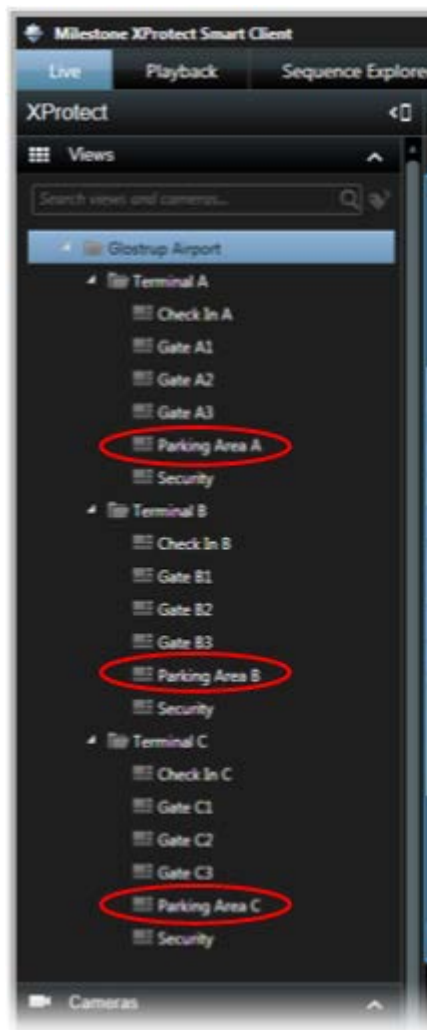 Milestone XProtect Smart Client
Live Playback Sequence Explore
XProtect
Views
Search views and cameras...
Glostrup Airport
Terminal A
Check In A
Gate A1
Gate A2
Gate A3
Parking Area A
Security
Terminal B
Check In B
Gate B1
Gate B2
Gate B3
Parking Area B
Security
Terminal C
Check In C
Gate C1
Gate C2
Gate C3
Parking Area C
Security
Cameras